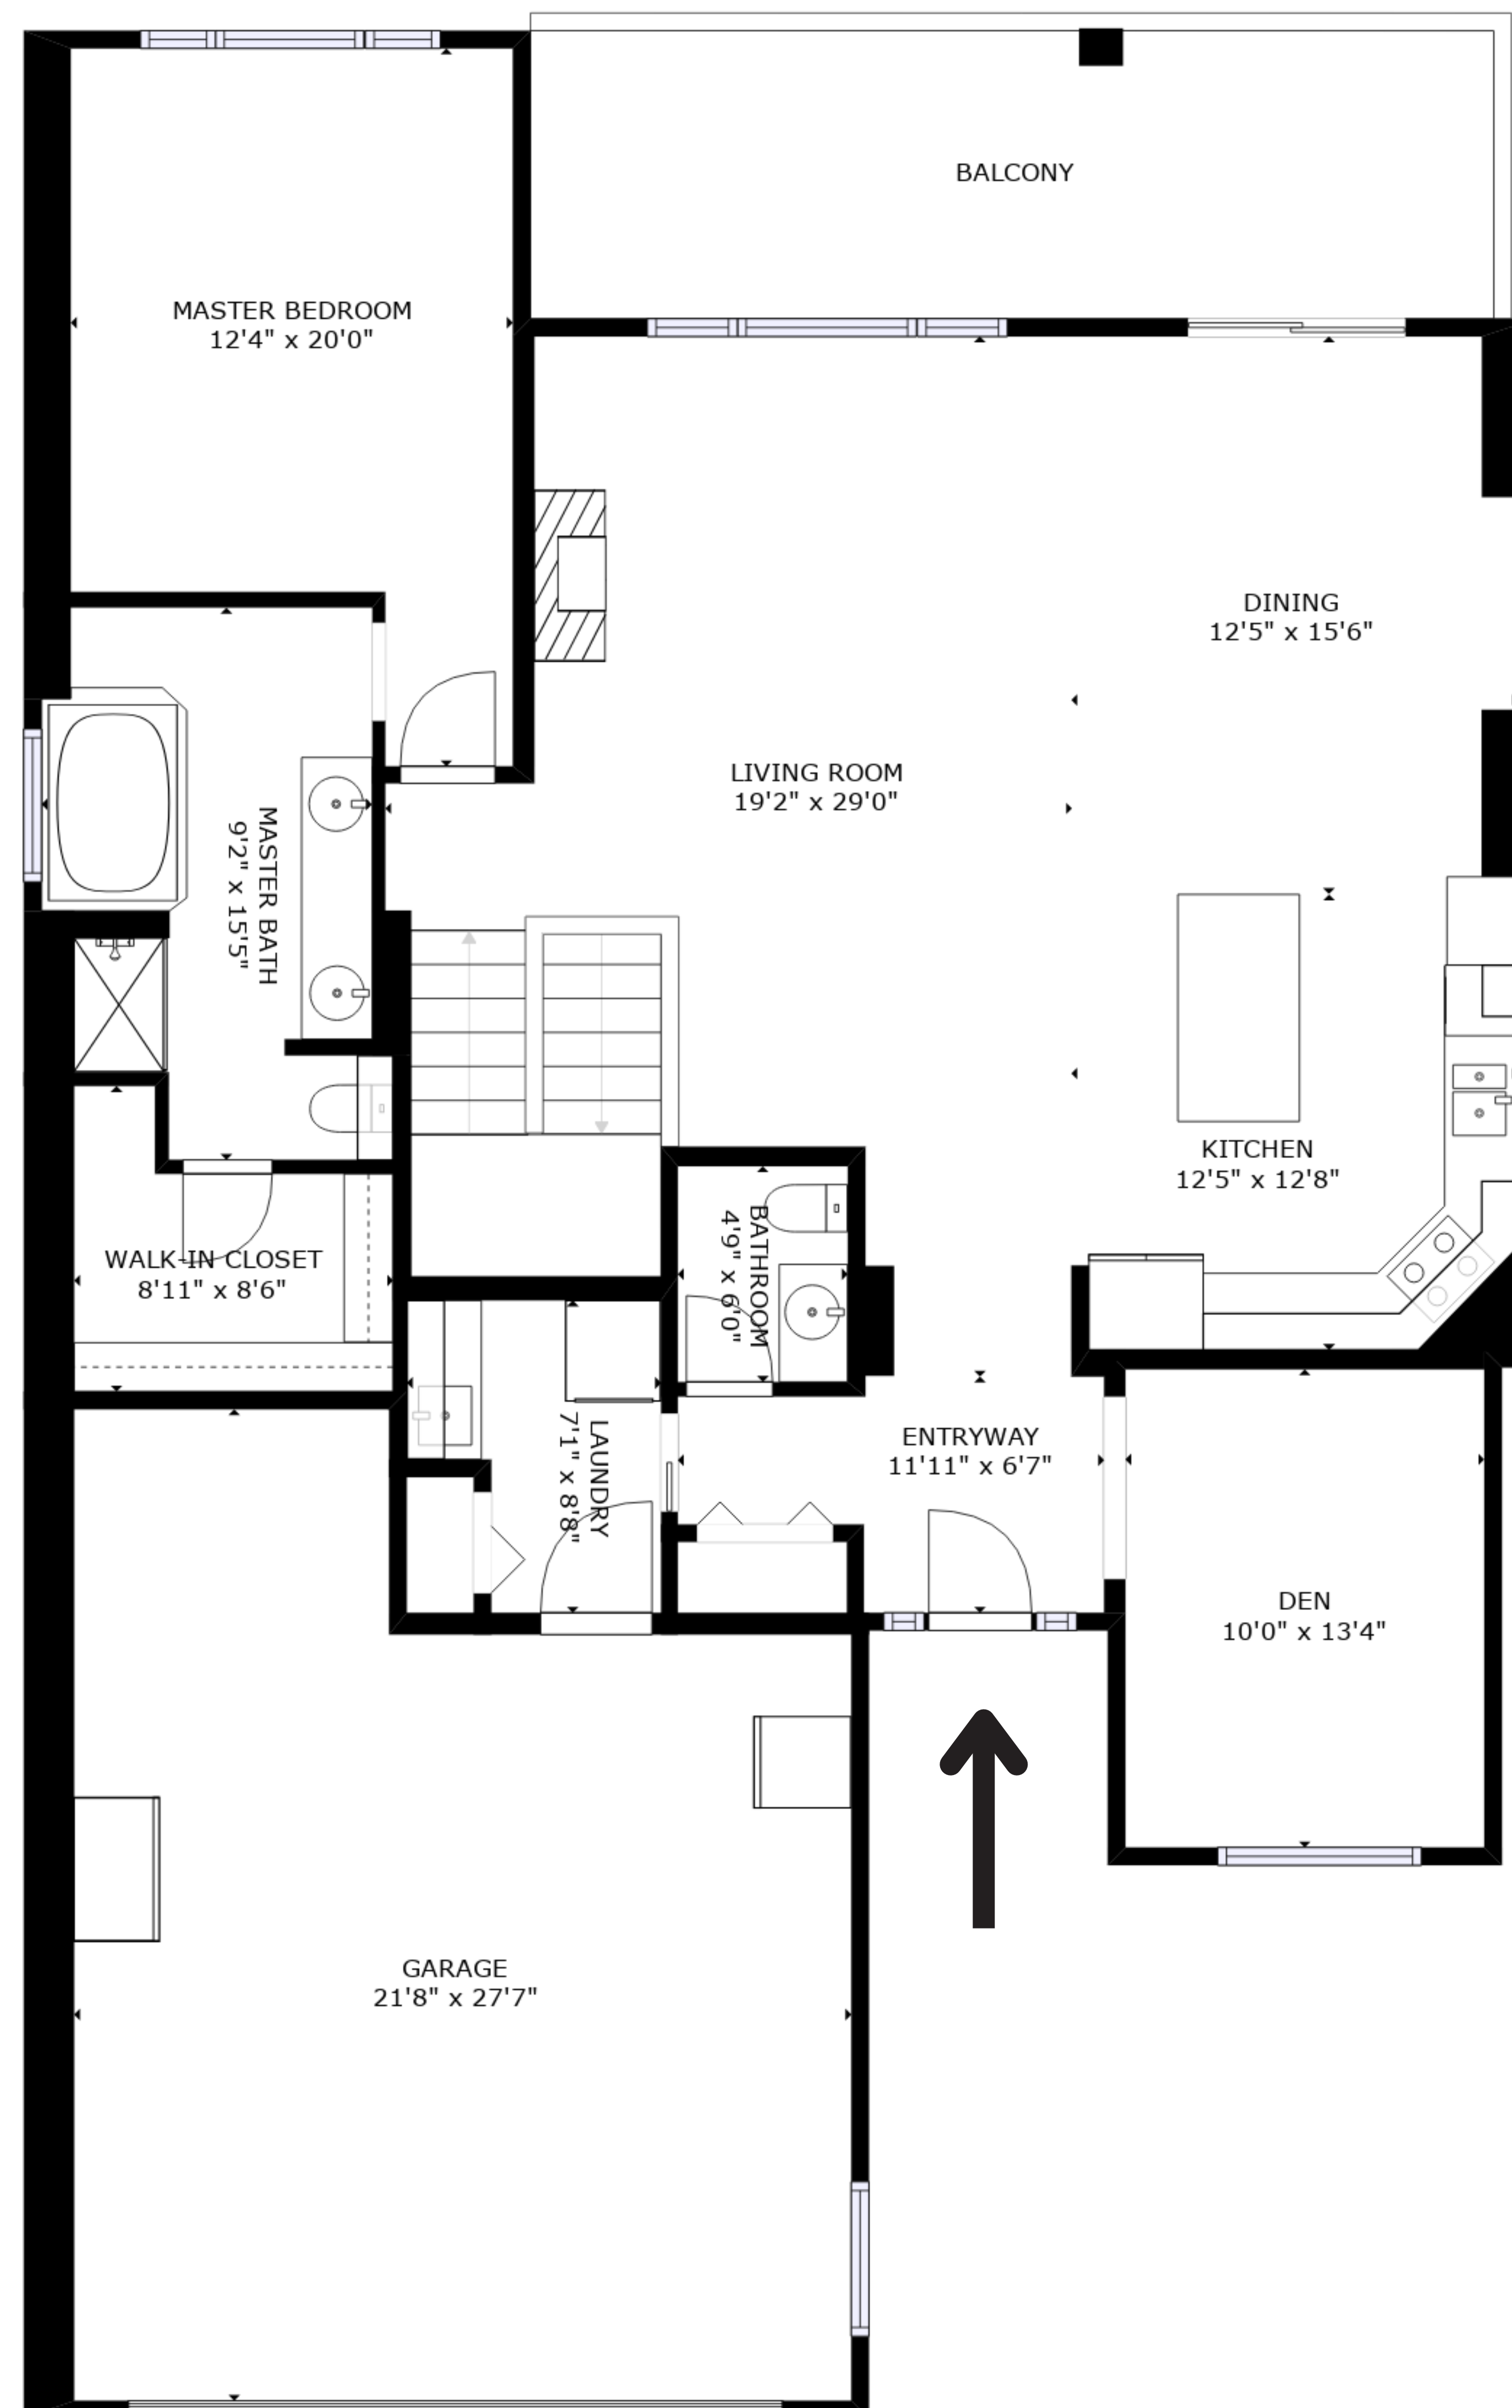 BALCONY
MASTER BEDROOM
12'4" x 20'0"
DINING
12'5" x 15'6"
LIVING ROOM
19'2" x 29'0"
MASTER BATH
9'2" x 15'5"
KITCHEN
12'5" x 12'8"
WALK-IN CLOSET
8'11" x 8'6"
BATHROOM
4'9" x 6'0"
LAUNDRY
7'1" x 8'8"
ENTRYWAY
11'11" x 6'7"
DEN
10'0" x 13'4"
GARAGE
21'8" x 27'7"